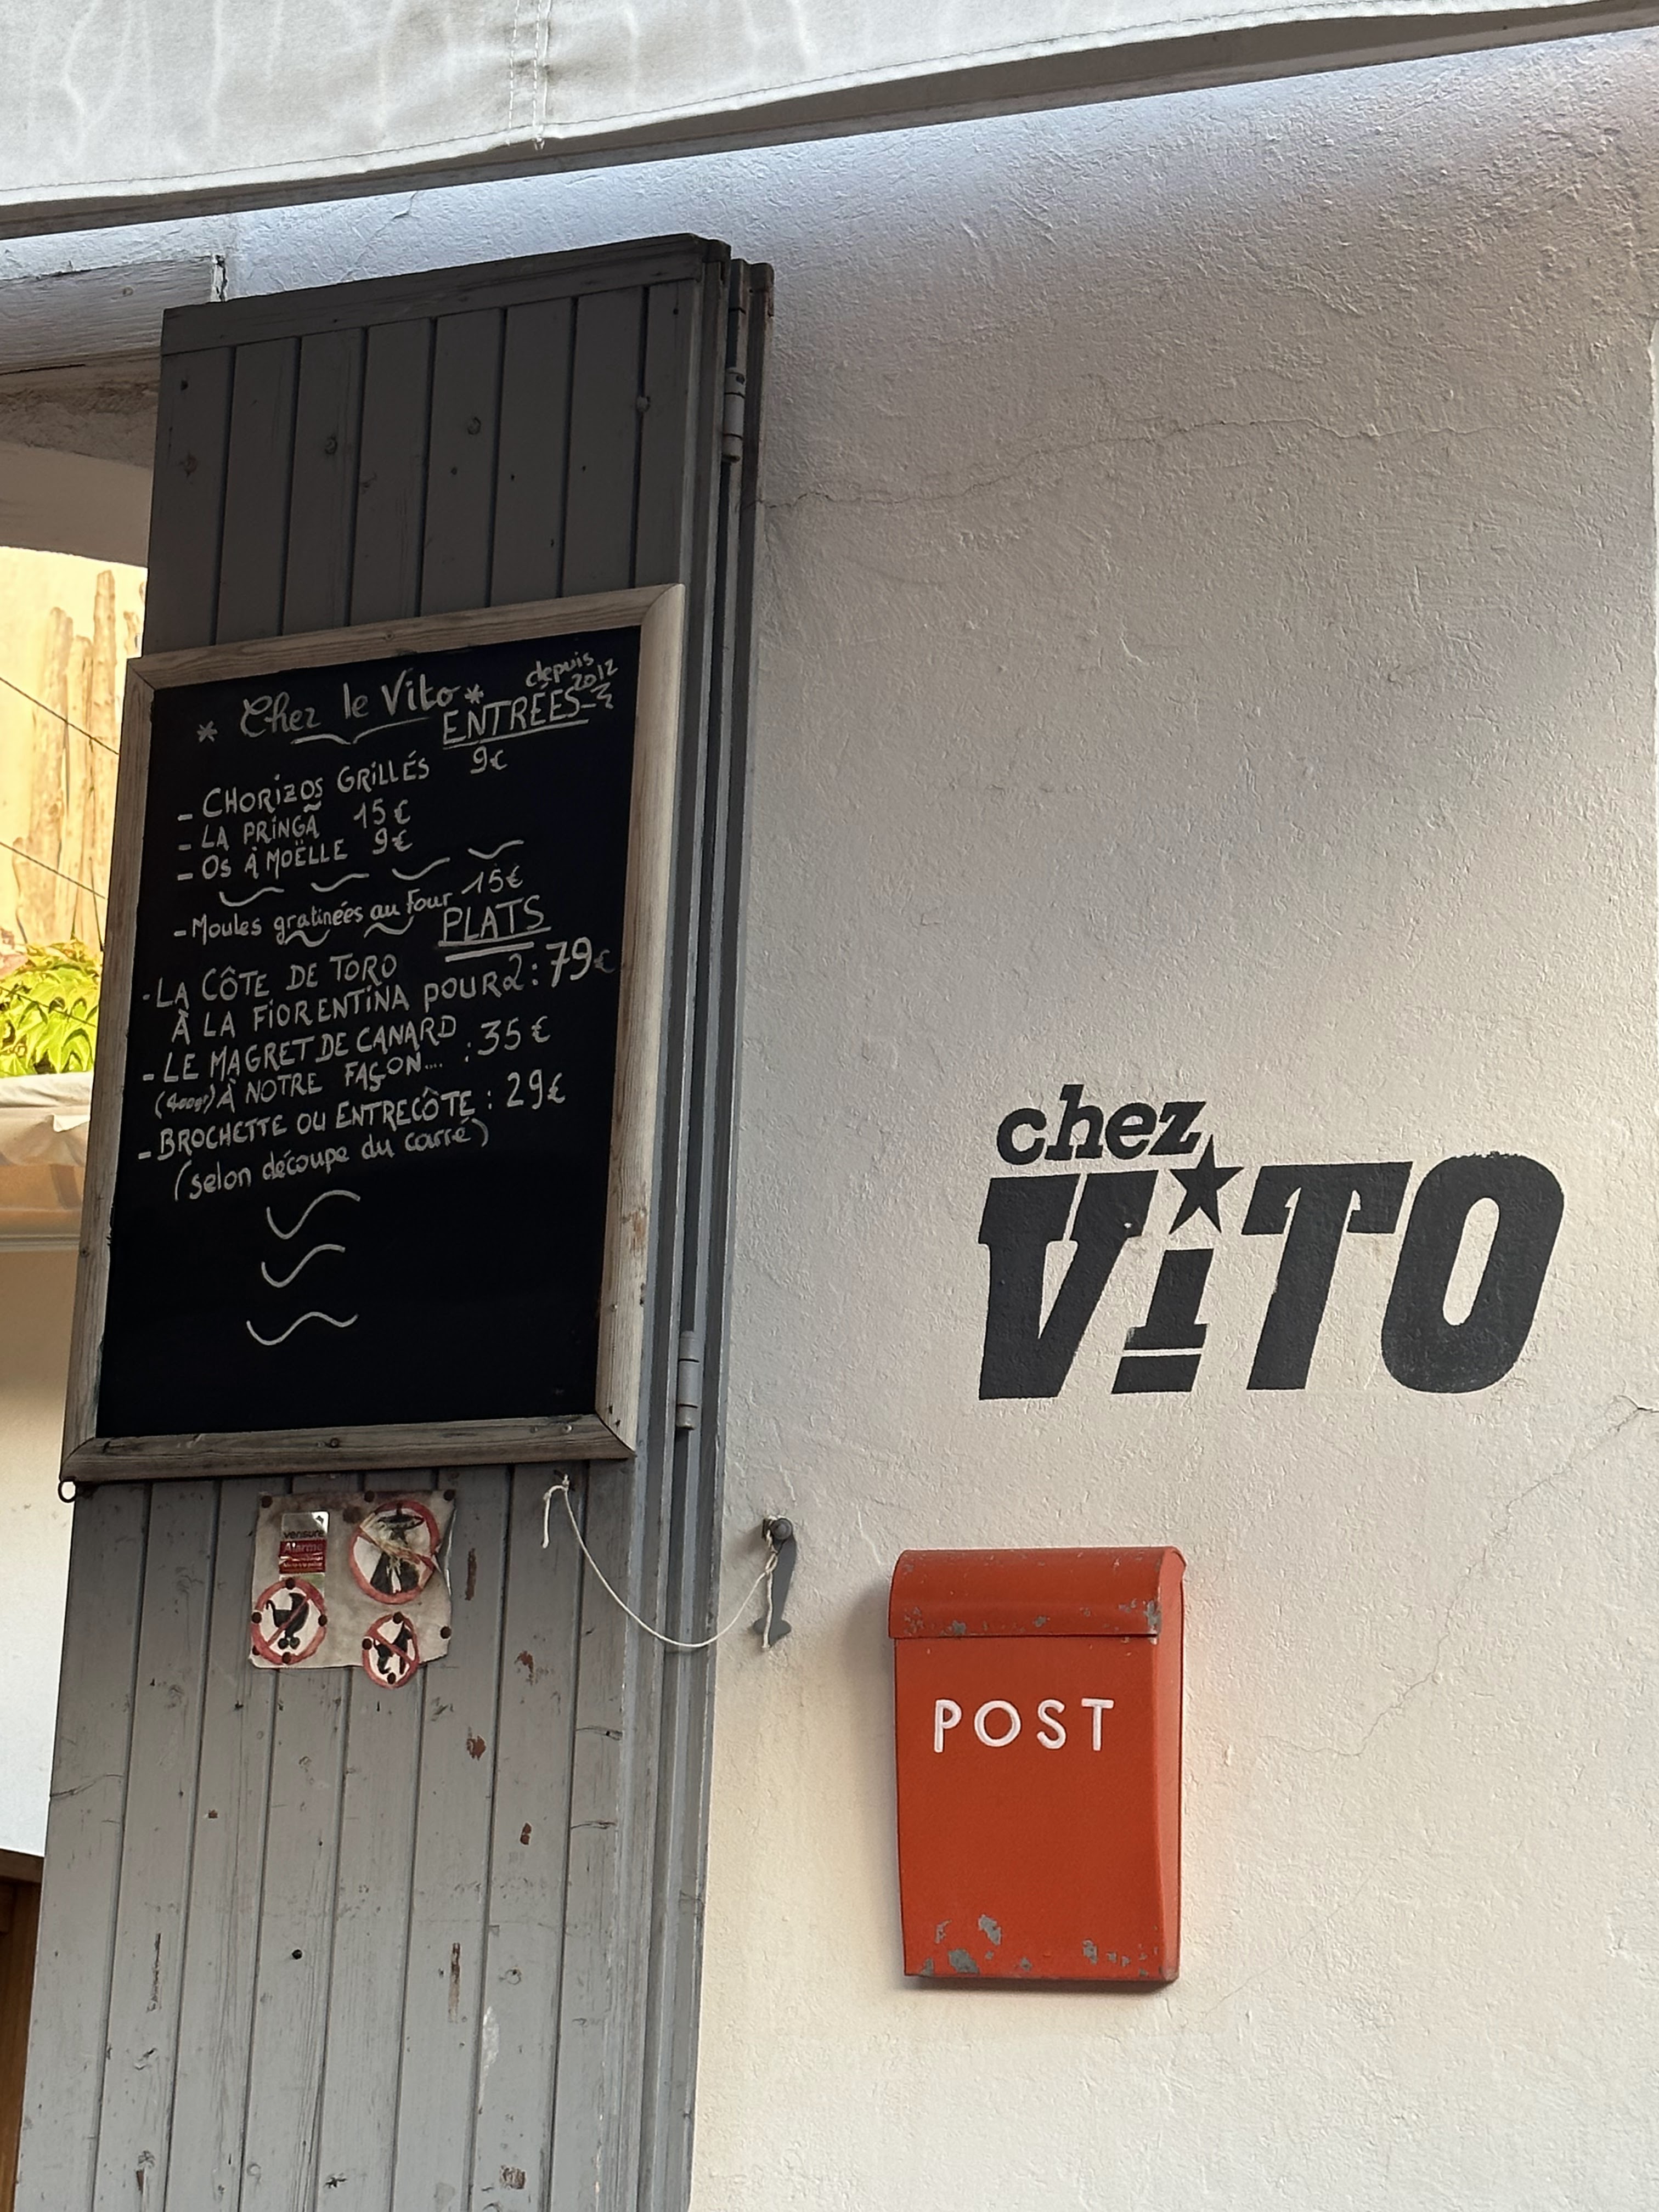 * Chez le Vito *
depuis
2012
ENTRÉES
- CHORIZOS GRILLÉS 9€
- LA PRINGÃ 15€
- OS À MOËLLE 9€
- Moules gratinées au four 15€
PLATS
- LA CÔTE DE TORO
À LA FIORENTINA pour 2 : 79€
- LE MAGRET DE CANARD
(400gr) À NOTRE FAÇON.... : 35€
- BROCHETTE OU ENTRECÔTE : 29€
(selon découpe du carré)
chez
ViTO
verisure
Alarme
POST